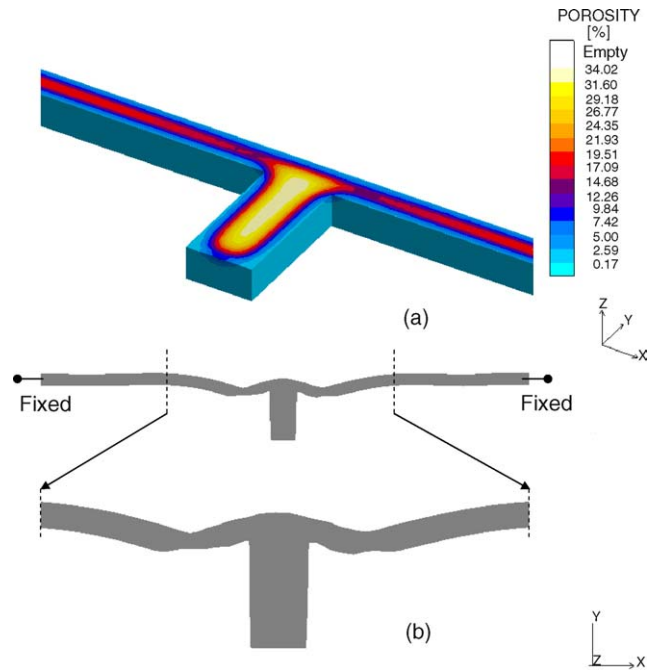 POROSITY
[%]
Empty
34.02
31.60
29.18
26.77
24.35
21.93
19.51
17.09
14.68
12.26
9.84
7.42
5.00
2.59
0.17
(a)
Z
Y
X
Fixed
Fixed
(b)
Y
Z
X